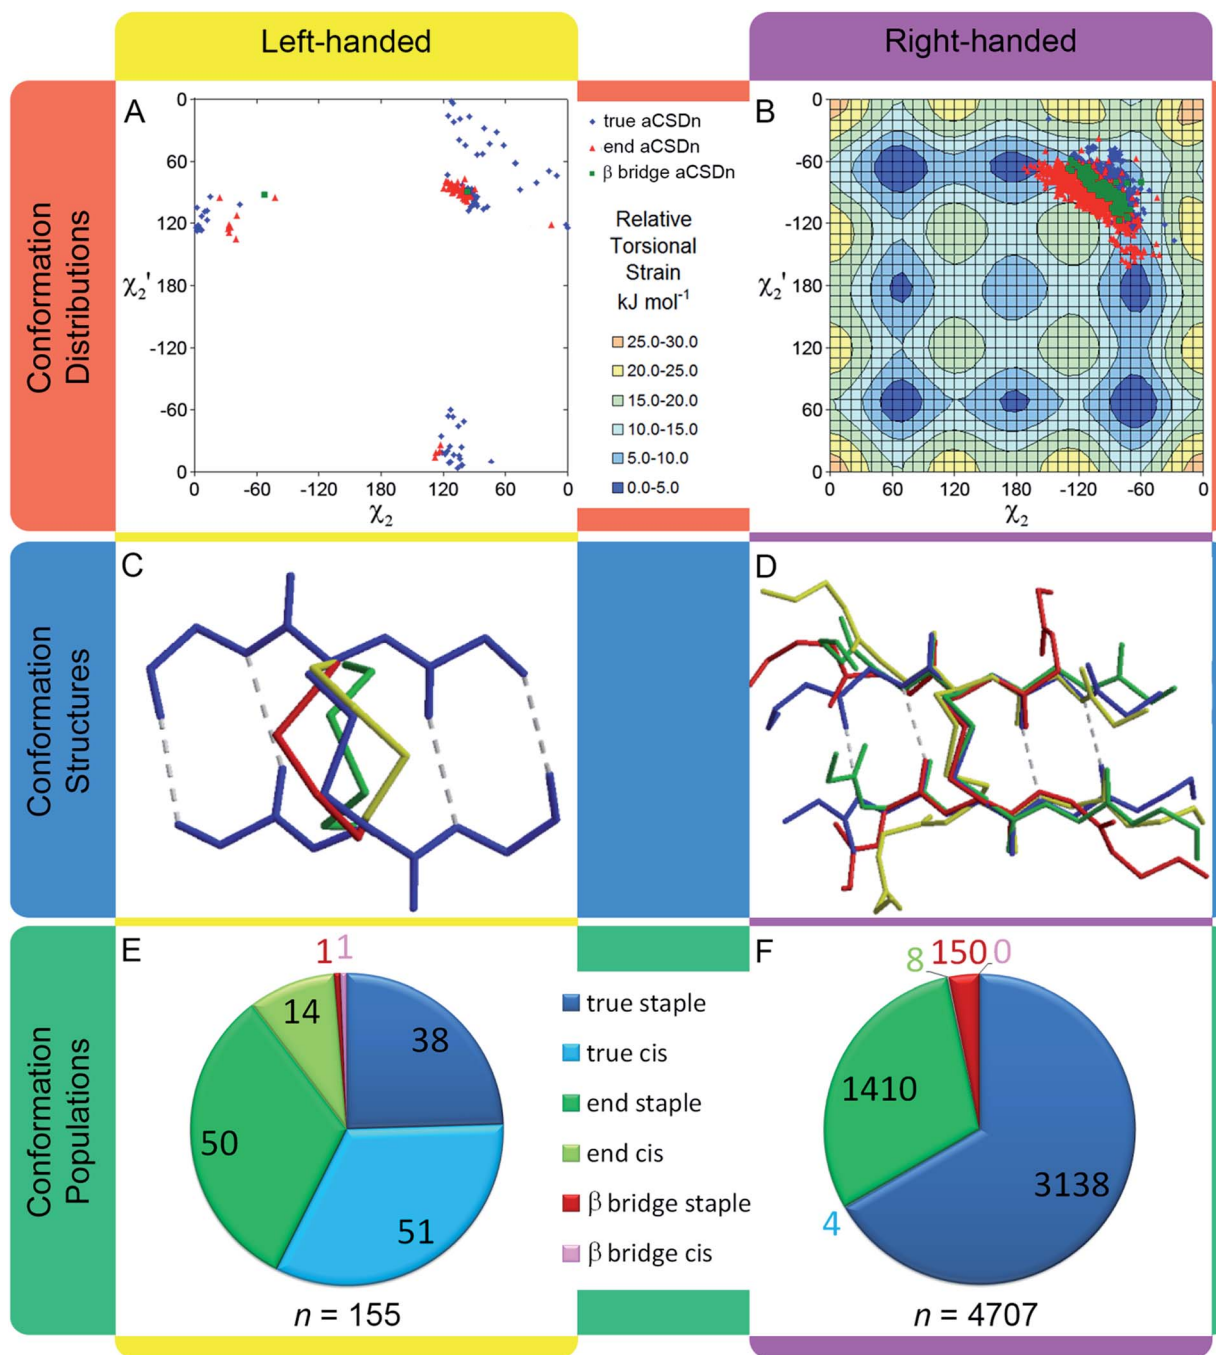 Left-handed
Right-handed
Conformation
Distributions
A
0
60
120
χ2'
180
-120
-60
0
0
-60
-120
180
120
60
0
χ2
true aCSDn
end aCSDn
β bridge aCSDn
Relative
Torsional
Strain
kJ mol-1
25.0-30.0
20.0-25.0
15.0-20.0
10.0-15.0
5.0-10.0
0.0-5.0
B
0
-60
-120
χ2'
180
120
60
0
0
60
120
180
-120
-60
0
χ2
Conformation
Structures
C
D
Conformation
Populations
E
1
1
14
38
50
51
n = 155
true staple
true cis
end staple
end cis
β bridge staple
β bridge cis
F
8
150
0
1410
3138
4
n = 4707